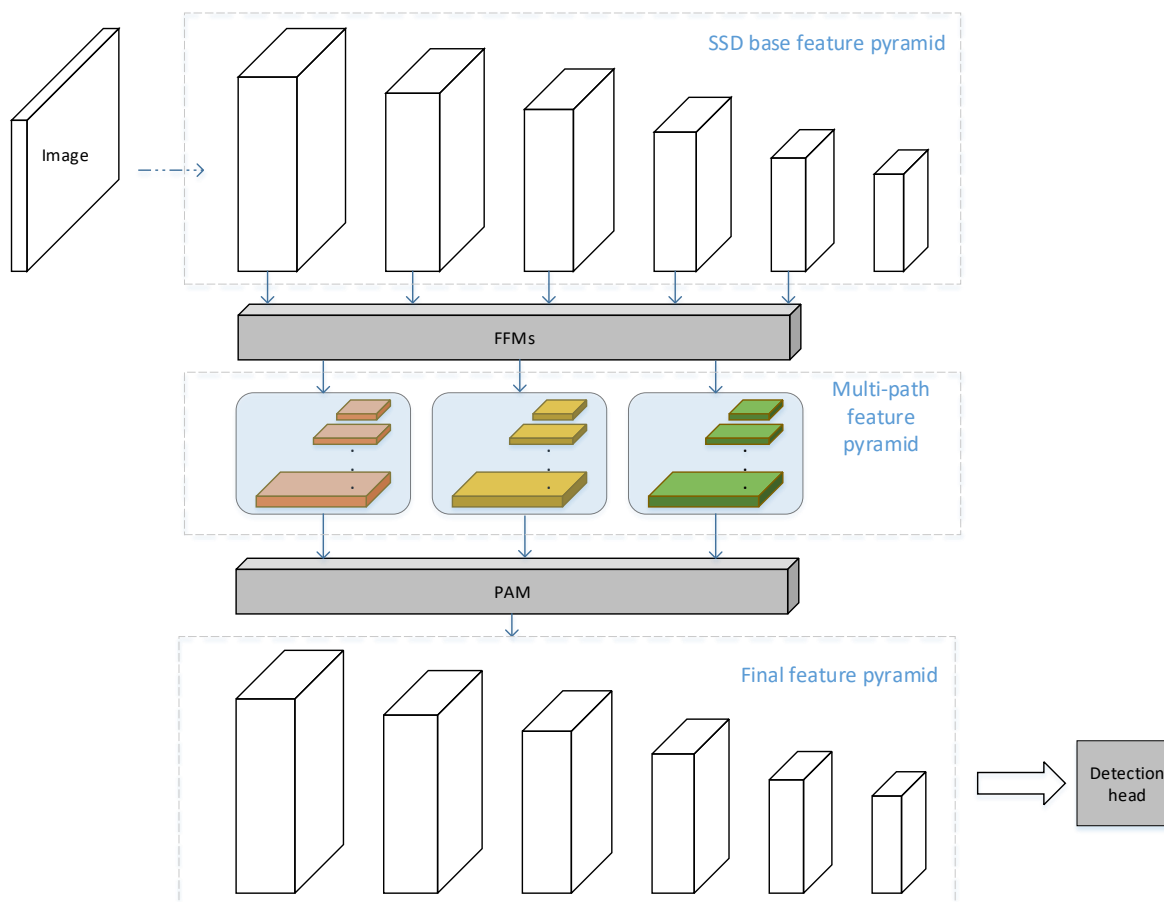 SSD base feature pyramid
Image
FFMs
Multi-path
feature
pyramid
PAM
Final feature pyramid
Detection
head